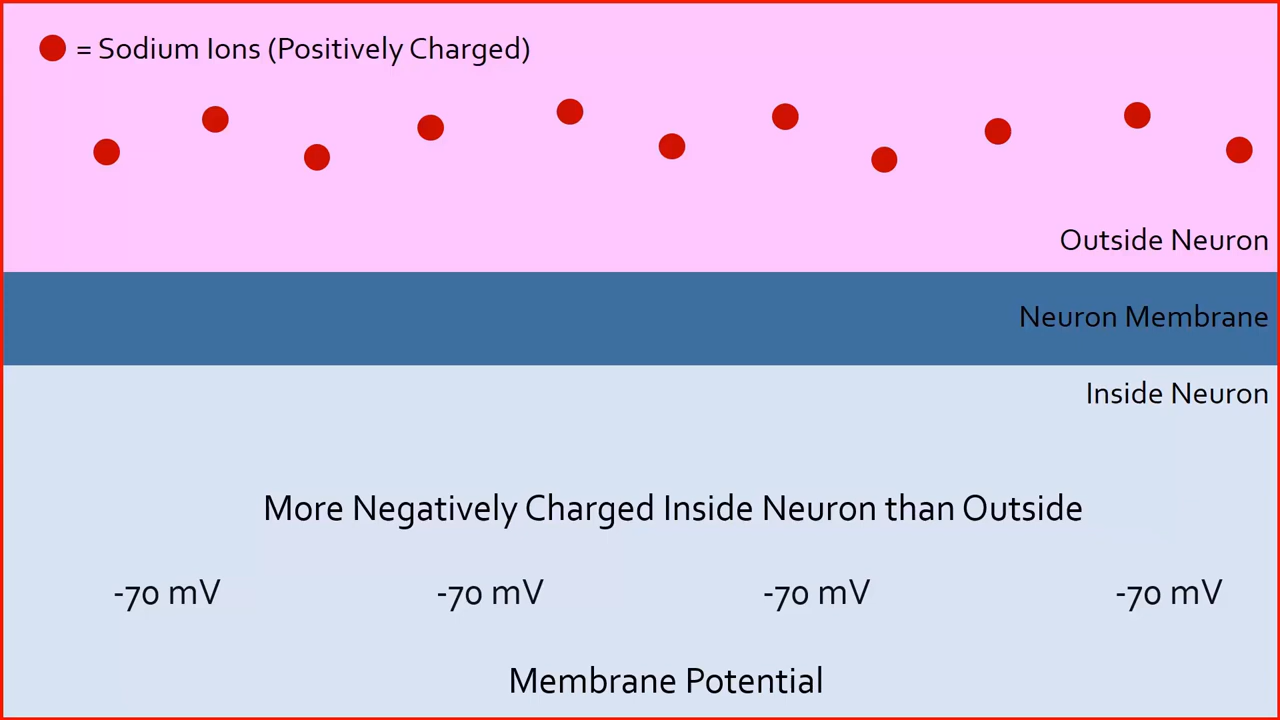 = Sodium Ions (Positively Charged)
Outside Neuron
Neuron Membrane
Inside Neuron
More Negatively Charged Inside Neuron than Outside
-70 mV -70 mV -70 mV -70 mV
Membrane Potential